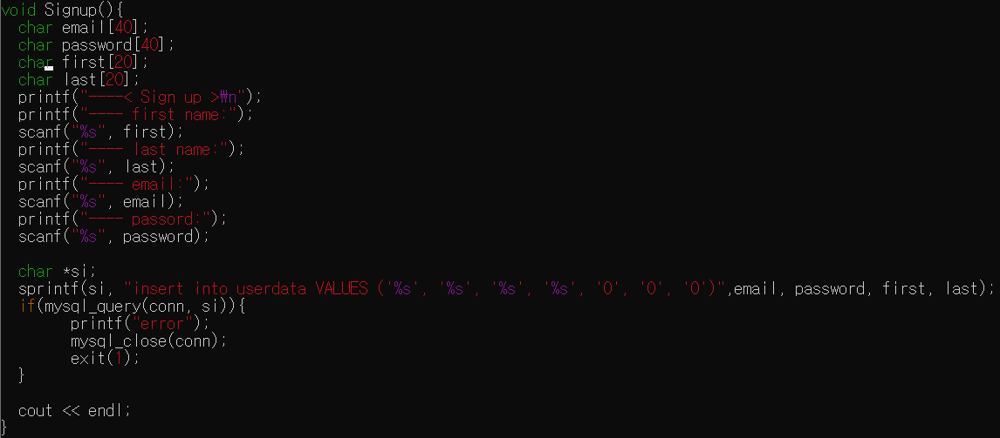 void Signup(){
  char email[40];
  char password[40];
  char first[20];
  char last[20];
  printf("----< Sign up >₩n");
  printf("---- first name:");
  scanf("%s", first);
  printf("---- last name:");
  scanf("%s", last);
  printf("---- email:");
  scanf("%s", email);
  printf("---- passord:");
  scanf("%s", password);

  char *si;
  sprintf(si, "insert into userdata VALUES ('%s', '%s', '%s', '%s', '0', '0', '0')",email, password, first, last);
  if(mysql_query(conn, si)){
        printf("error");
        mysql_close(conn);
        exit(1);
  }

  cout << endl;
}